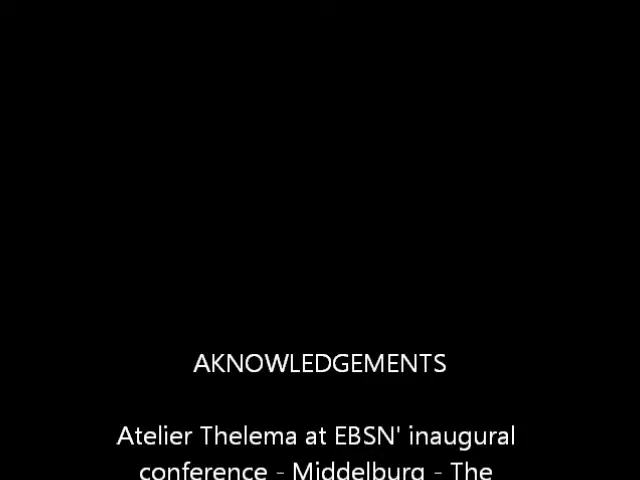 AKNOWLEDGEMENTS
Atelier Thelema at EBSN' inaugural
conference - Middelburg - The